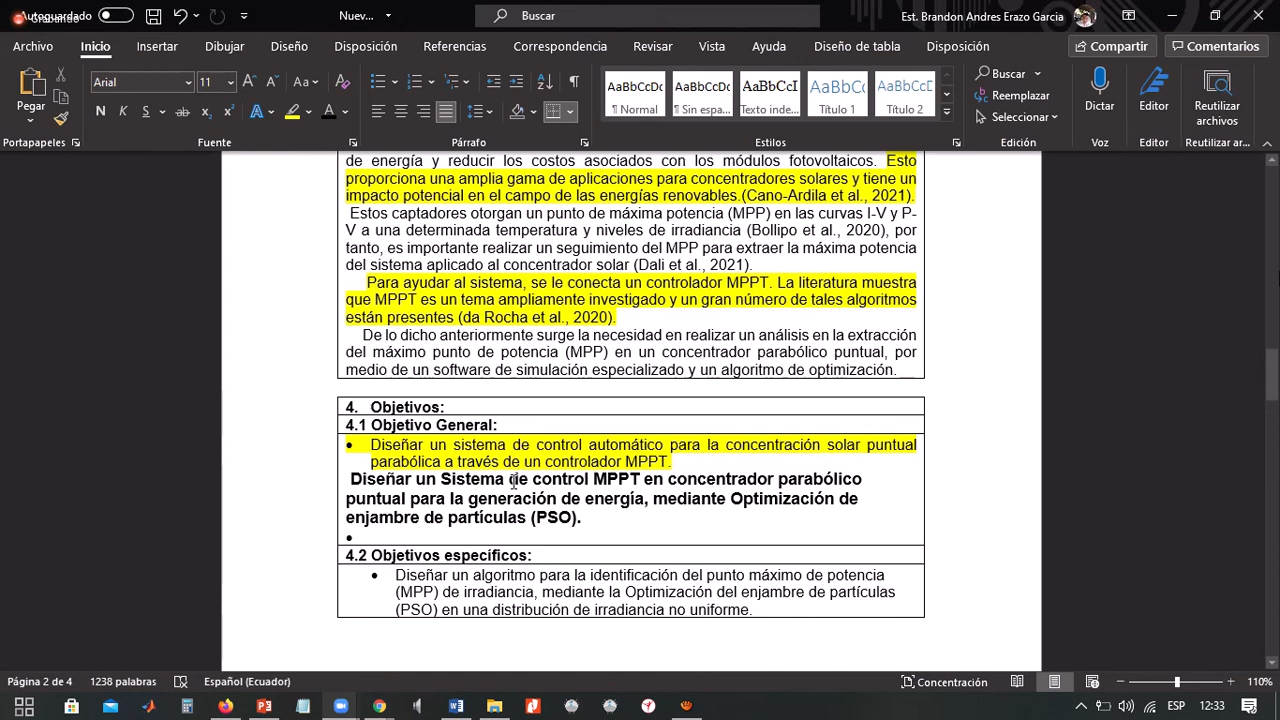 Autoguardado
Nuev...
Buscar
Est. Brandon Andres Erazo Garcia
Archivo Inicio Insertar Dibujar Diseño Disposición Referencias Correspondencia Revisar Vista Ayuda Diseño de tabla Disposición Compartir Comentarios
Pegar
Arial 11
N K S ab x₂ x² A A
AaBbCcDc AaBbCcDc AaBbCcI AaBbC AaBbCc
¶ Normal ¶ Sin espa... Texto inde... Título 1 Título 2
Buscar
Reemplazar
Seleccionar
Dictar
Editor
Reutilizar archivos
Portapapeles Fuente Párrafo Estilos Edición Voz Editor Reutilizar ar...
de energía y reducir los costos asociados con los módulos fotovoltaicos. Esto
proporciona una amplia gama de aplicaciones para concentradores solares y tiene un
impacto potencial en el campo de las energías renovables.(Cano-Ardila et al., 2021).
Estos captadores otorgan un punto de máxima potencia (MPP) en las curvas I-V y P-
V a una determinada temperatura y niveles de irradiancia (Bollipo et al., 2020), por
tanto, es importante realizar un seguimiento del MPP para extraer la máxima potencia
del sistema aplicado al concentrador solar (Dali et al., 2021).
Para ayudar al sistema, se le conecta un controlador MPPT. La literatura muestra
que MPPT es un tema ampliamente investigado y un gran número de tales algoritmos
están presentes (da Rocha et al., 2020).
De lo dicho anteriormente surge la necesidad en realizar un análisis en la extracción
del máximo punto de potencia (MPP) en un concentrador parabólico puntual, por
medio de un software de simulación especializado y un algoritmo de optimización.
4. Objetivos:
4.1 Objetivo General:
• Diseñar un sistema de control automático para la concentración solar puntual
parabólica a través de un controlador MPPT.
Diseñar un Sistema de control MPPT en concentrador parabólico
puntual para la generación de energía, mediante Optimización de
enjambre de partículas (PSO).
•
4.2 Objetivos específicos:
• Diseñar un algoritmo para la identificación del punto máximo de potencia
(MPP) de irradiancia, mediante la Optimización del enjambre de partículas
(PSO) en una distribución de irradiancia no uniforme.
Página 2 de 4 1238 palabras Español (Ecuador) Concentración 110%
ESP 12:33